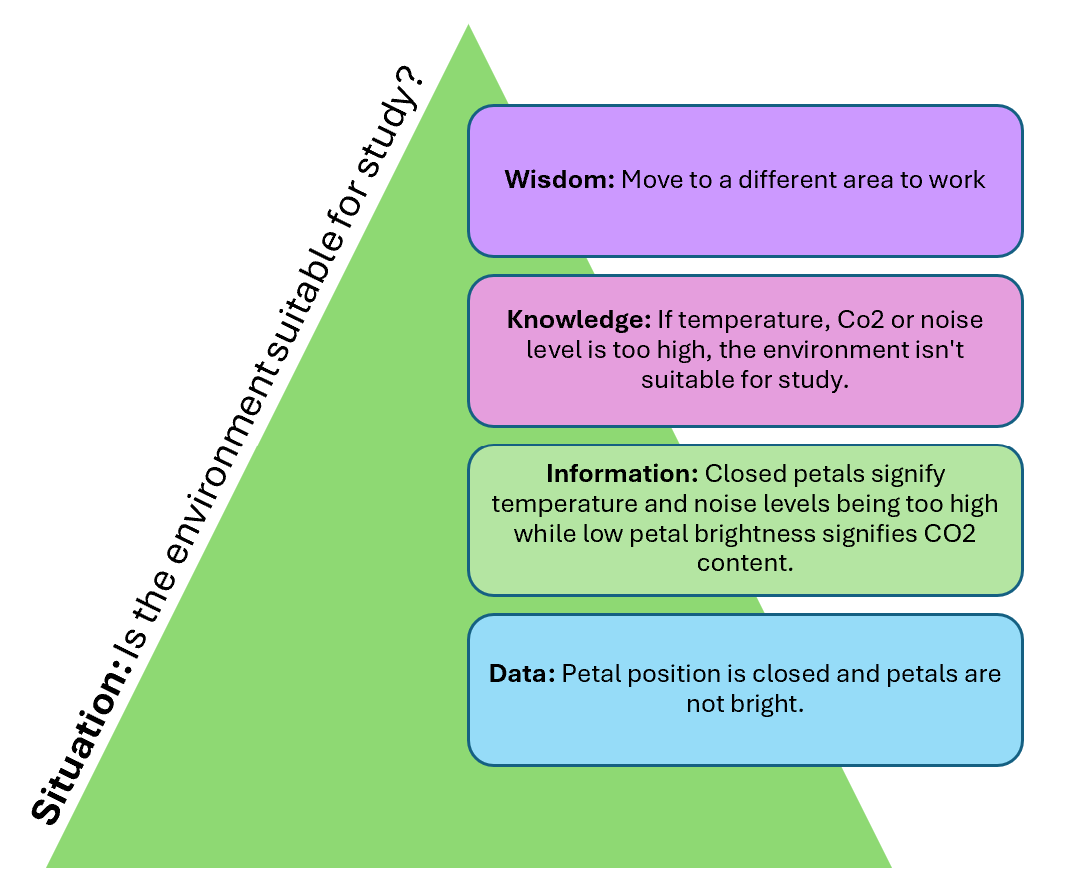 Situation: Is the environment suitable for study?
Wisdom: Move to a different area to work
Knowledge: If temperature, Co2 or noise
level is too high, the environment isn't
suitable for study.
Information: Closed petals signify
temperature and noise levels being too high
while low petal brightness signifies CO2
content.
Data: Petal position is closed and petals are
not bright.